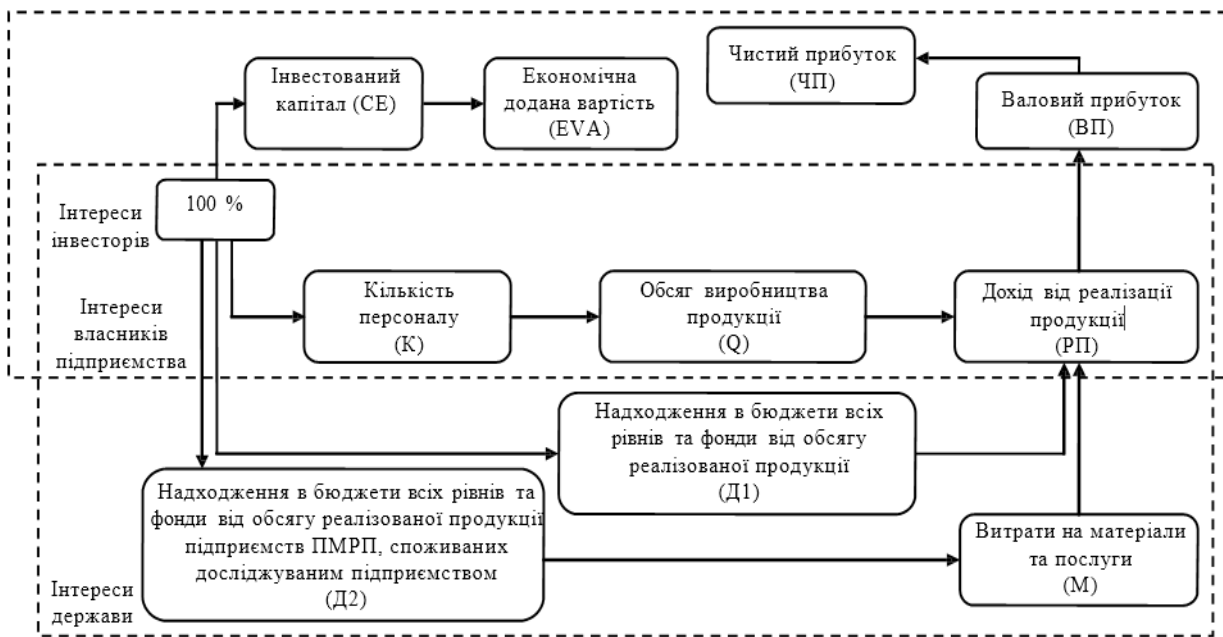 Інвестований
капітал (СЕ)
Економічна
додана вартість
(EVA)
Чистий прибуток
(ЧП)
Валовий прибуток
(ВП)
100 %
Інтереси
інвесторів
Інтереси
власників
підприємства
Кількість
персоналу
(К)
Обсяг виробництва
продукції
(Q)
Дохід від реалізації
продукції
(РП)
Надходження в бюджети всіх
рівнів та фонди від обсягу
реалізованої продукції
(Д1)
Надходження в бюджети всіх рівнів та
фонди від обсягу реалізованої продукції
підприємств ПМРП, споживаних
досліджуваним підприємством
(Д2)
Витрати на матеріали
та послуги
(М)
Інтереси
держави